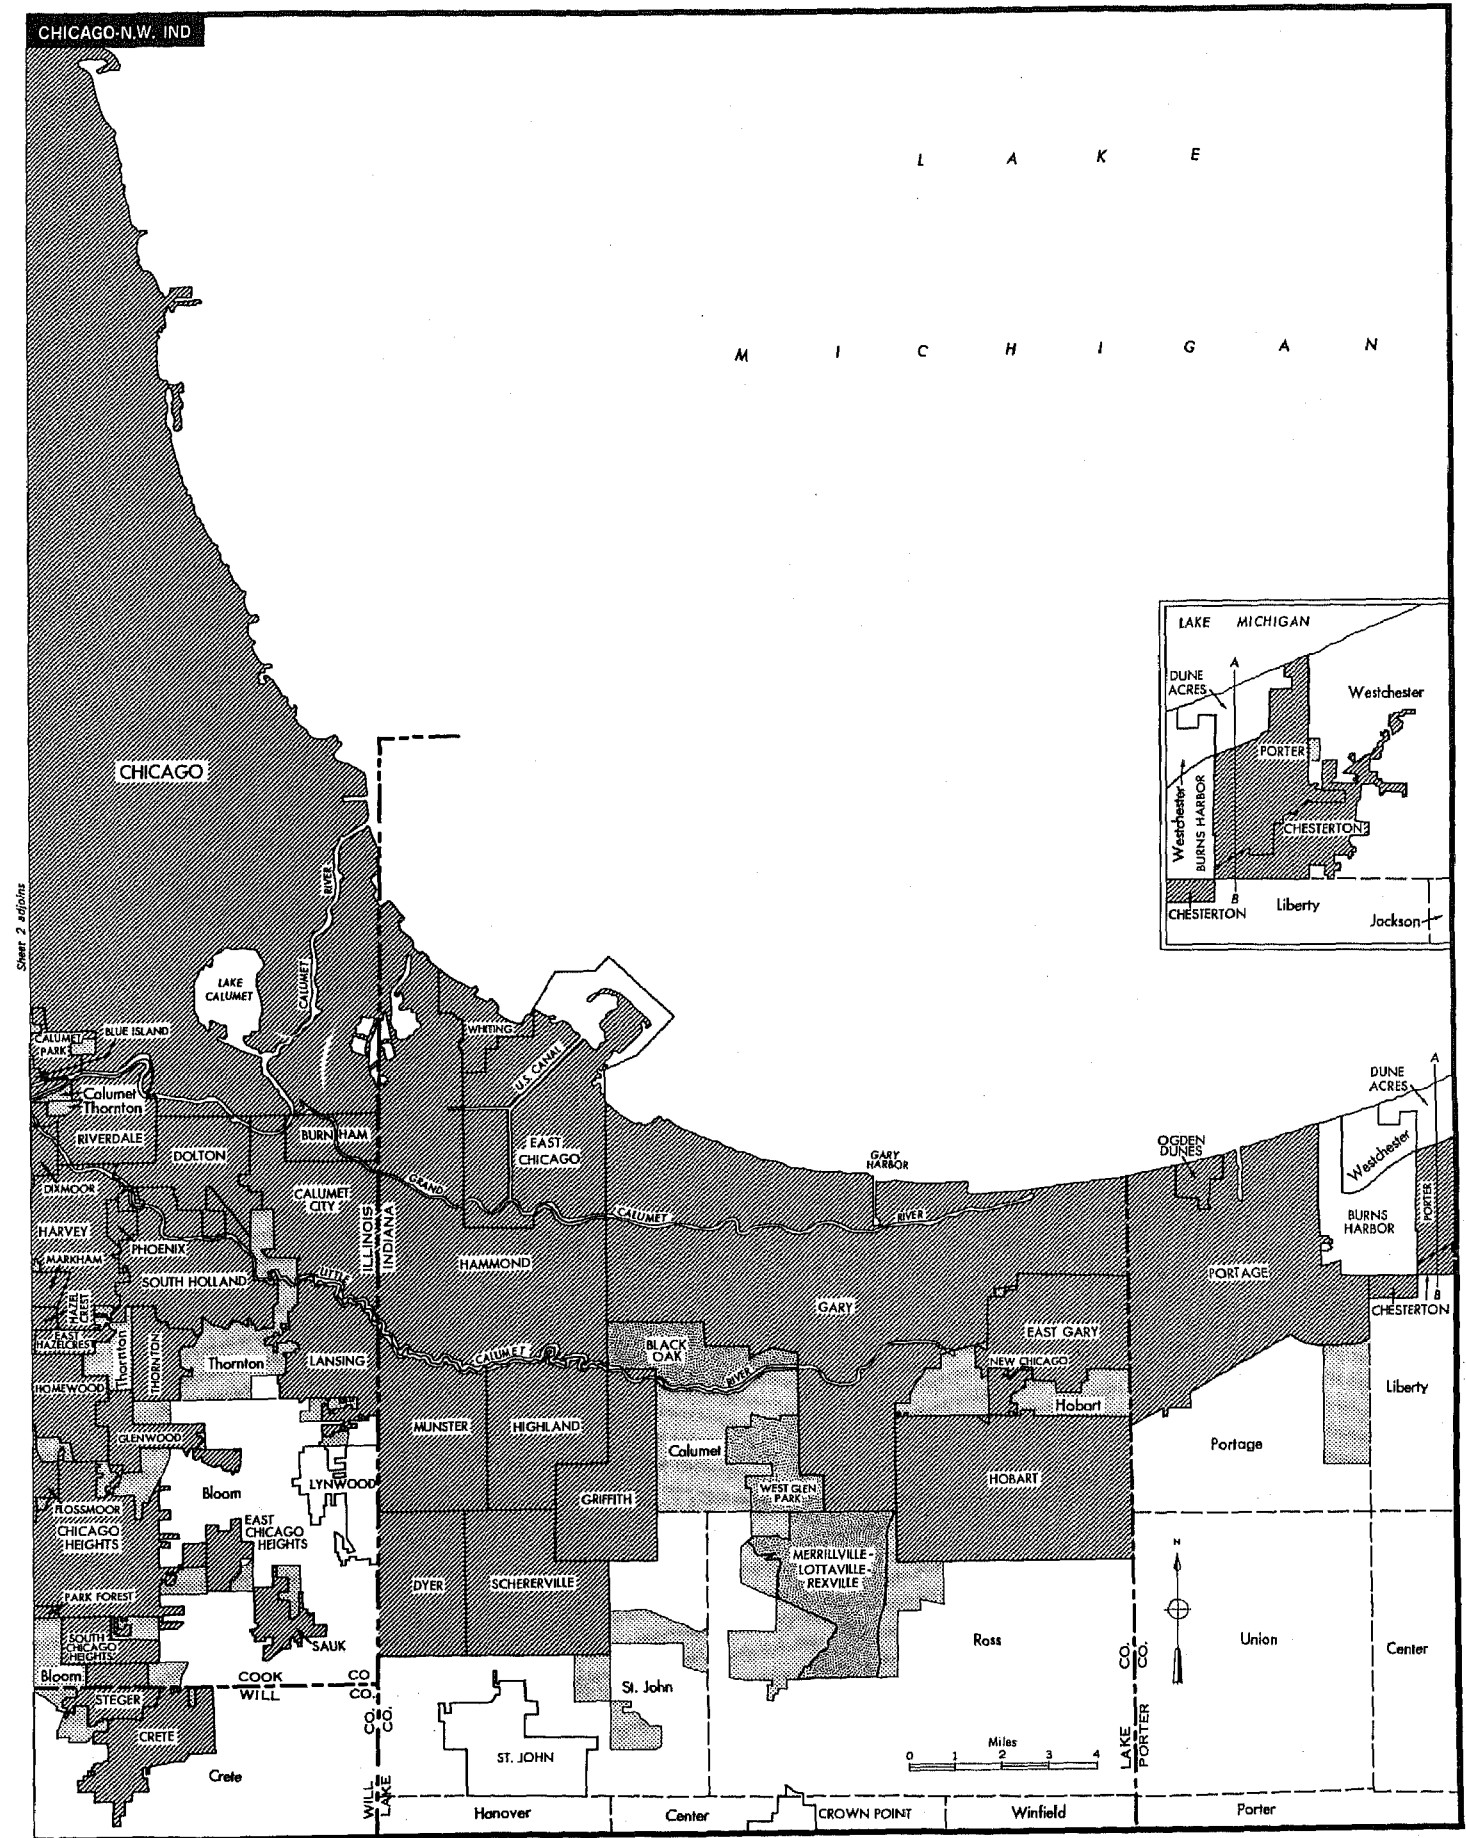 CHICAGO-N.W. IND
L A K E
M I C H I G A N
LAKE MICHIGAN
A
DUNE
ACRES
Westchester
PORTER
Westchester
BURNS HARBOR
CHESTERTON
B
CHESTERTON
Liberty
Jackson
CHICAGO
Sheet 2 adjoins
RIVER
CALUMET
LAKE
CALUMET
CALUMET
PARK
BLUE ISLAND
WHITING
U.S. CANAL
Calumet
Thornton
RIVERDALE
BURNHAM
DOLTON
EAST
CHICAGO
GARY
HARBOR
OGDEN
DUNES
DUNE
ACRES
A
Westchester
PORTER
BURNS
HARBOR
DIXMOOR
CALUMET
CITY
GRAND
CALUMET
RIVER
HARVEY
PHOENIX
MARKHAM
SOUTH HOLLAND
ILLINOIS
INDIANA
HAMMOND
LITTLE
PORTAGE
B
CHESTERTON
HAZEL
CREST
EAST
HAZELCREST
Thornton
THORNTON
Thornton
LANSING
CALUMET
RIVER
BLACK
OAK
GARY
EAST GARY
NEW CHICAGO
Hobart
HOMEWOOD
GLENWOOD
MUNSTER
HIGHLAND
Calumet
Portage
Liberty
LYNWOOD
Bloom
GRIFFITH
WEST GLEN
PARK
HOBART
FLOSSMOOR
CHICAGO
HEIGHTS
EAST
CHICAGO
HEIGHTS
MERRILLVILLE-
LOTTAVILLE-
REXVILLE
N
PARK FOREST
DYER
SCHERERVILLE
SOUTH
CHICAGO
HEIGHTS
SAUK
Ross
Union
Center
Bloom
COOK CO
WILL CO.
STEGER
CRETE
Crete
St. John
ST. JOHN
LAKE CO.
PORTER CO.
Miles
0 1 2 3 4
WILL CO.
LAKE CO.
Hanover
Center
CROWN POINT
Winfield
Porter